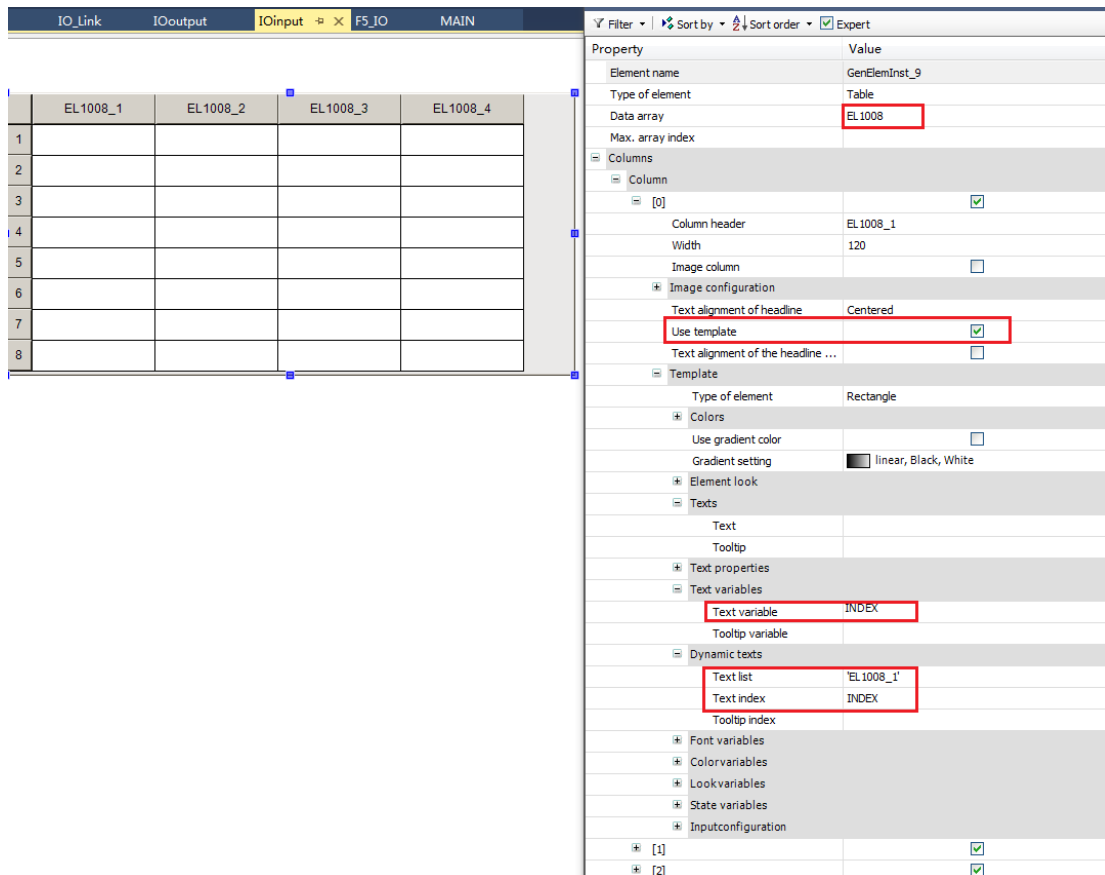 IO_Link IOoutput IOinput F5_IO MAIN
EL1008_1 EL1008_2 EL1008_3 EL1008_4
1
2
3
4
5
6
7
8
Filter Sort by Sort order Expert
Property Value
Element name GenElemInst_9
Type of element Table
Data array EL1008
Max. array index
Columns
Column
[0]
Column header EL1008_1
Width 120
Image column
Image configuration
Text alignment of headline Centered
Use template
Text alignment of the headline ...
Template
Type of element Rectangle
Colors
Use gradient color
Gradient setting linear, Black, White
Element look
Texts
Text
Tooltip
Text properties
Text variables
Text variable INDEX
Tooltip variable
Dynamic texts
Text list 'EL1008_1'
Text index INDEX
Tooltip index
Font variables
Colorvariables
Lookvariables
State variables
Inputconfiguration
[1]
[2]